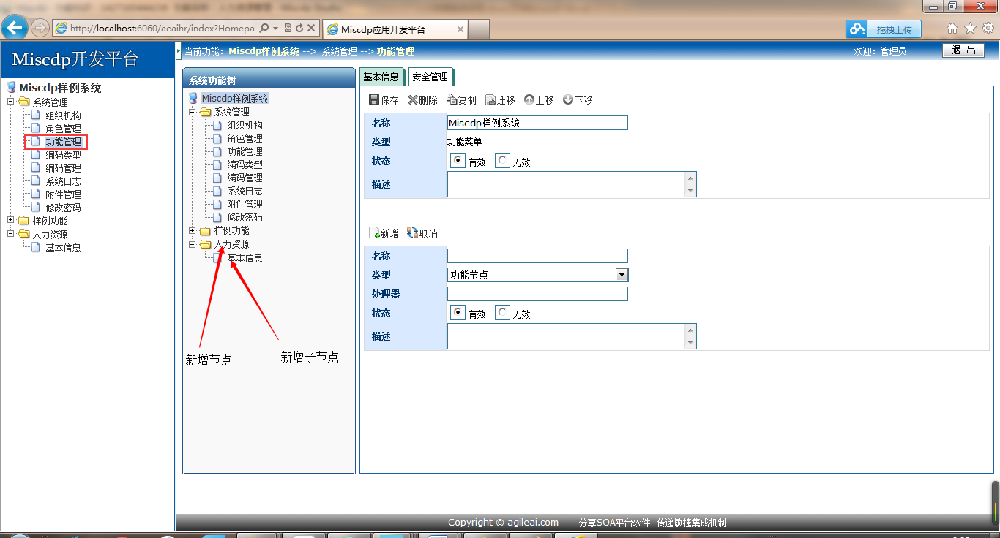 http://localhost:6060/aeaihr/index?Homepa
Miscdp应用开发平台
拖拽上传
Miscdp开发平台
当前功能: Miscdp样例系统 --> 系统管理 --> 功能管理
欢迎: 管理员
退 出
Miscdp样例系统
系统管理
组织机构
角色管理
功能管理
编码类型
编码管理
系统日志
附件管理
修改密码
样例功能
人力资源
基本信息
系统功能树
Miscdp样例系统
系统管理
组织机构
角色管理
功能管理
编码类型
编码管理
系统日志
附件管理
修改密码
样例功能
人力资源
基本信息
新增节点
新增子节点
基本信息 安全管理
保存 删除 复制 迁移 上移 下移
名称 Miscdp样例系统
类型 功能菜单
状态 有效 无效
描述
新增 取消
名称
类型 功能节点
处理器
状态 有效 无效
描述
Copyright © agileai.com 分享SOA平台软件 传递敏捷集成机制